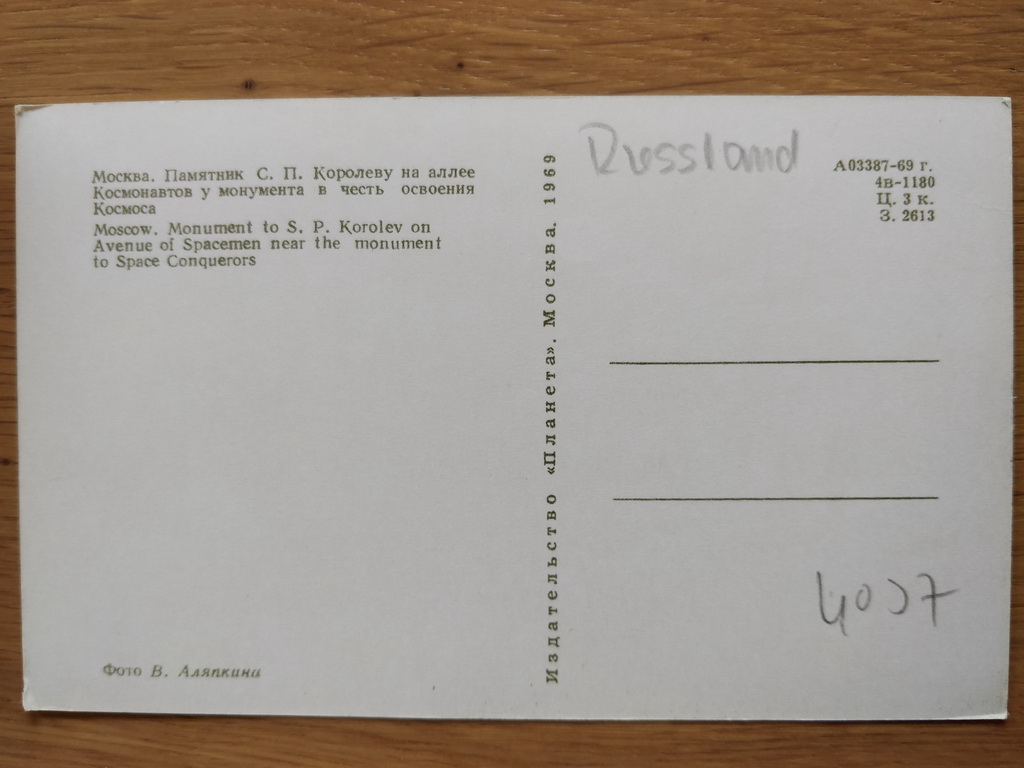 Москва. Памятник С. П. Королеву на аллее
Космонавтов у монумента в честь освоения
Космоса
Moscow. Monument to S. P. Korolev on
Avenue of Spacemen near the monument
to Space Conquerors
Фото В. Аляпкина
Издательство «Планета». Москва. 1969
Russland
А03387-69 г.
4в-1180
Ц. 3 к.
З. 2613